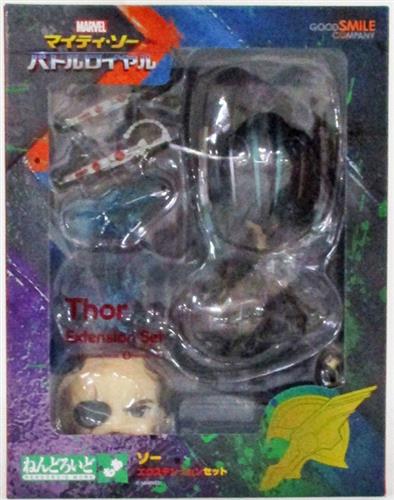 MARVEL
マイティ・ソー
バトルロイヤル
GOOD SMILE
COMPANY
Thor
Extension Set
ねんどろいど
ソー
エクステンションセット
© MARVEL